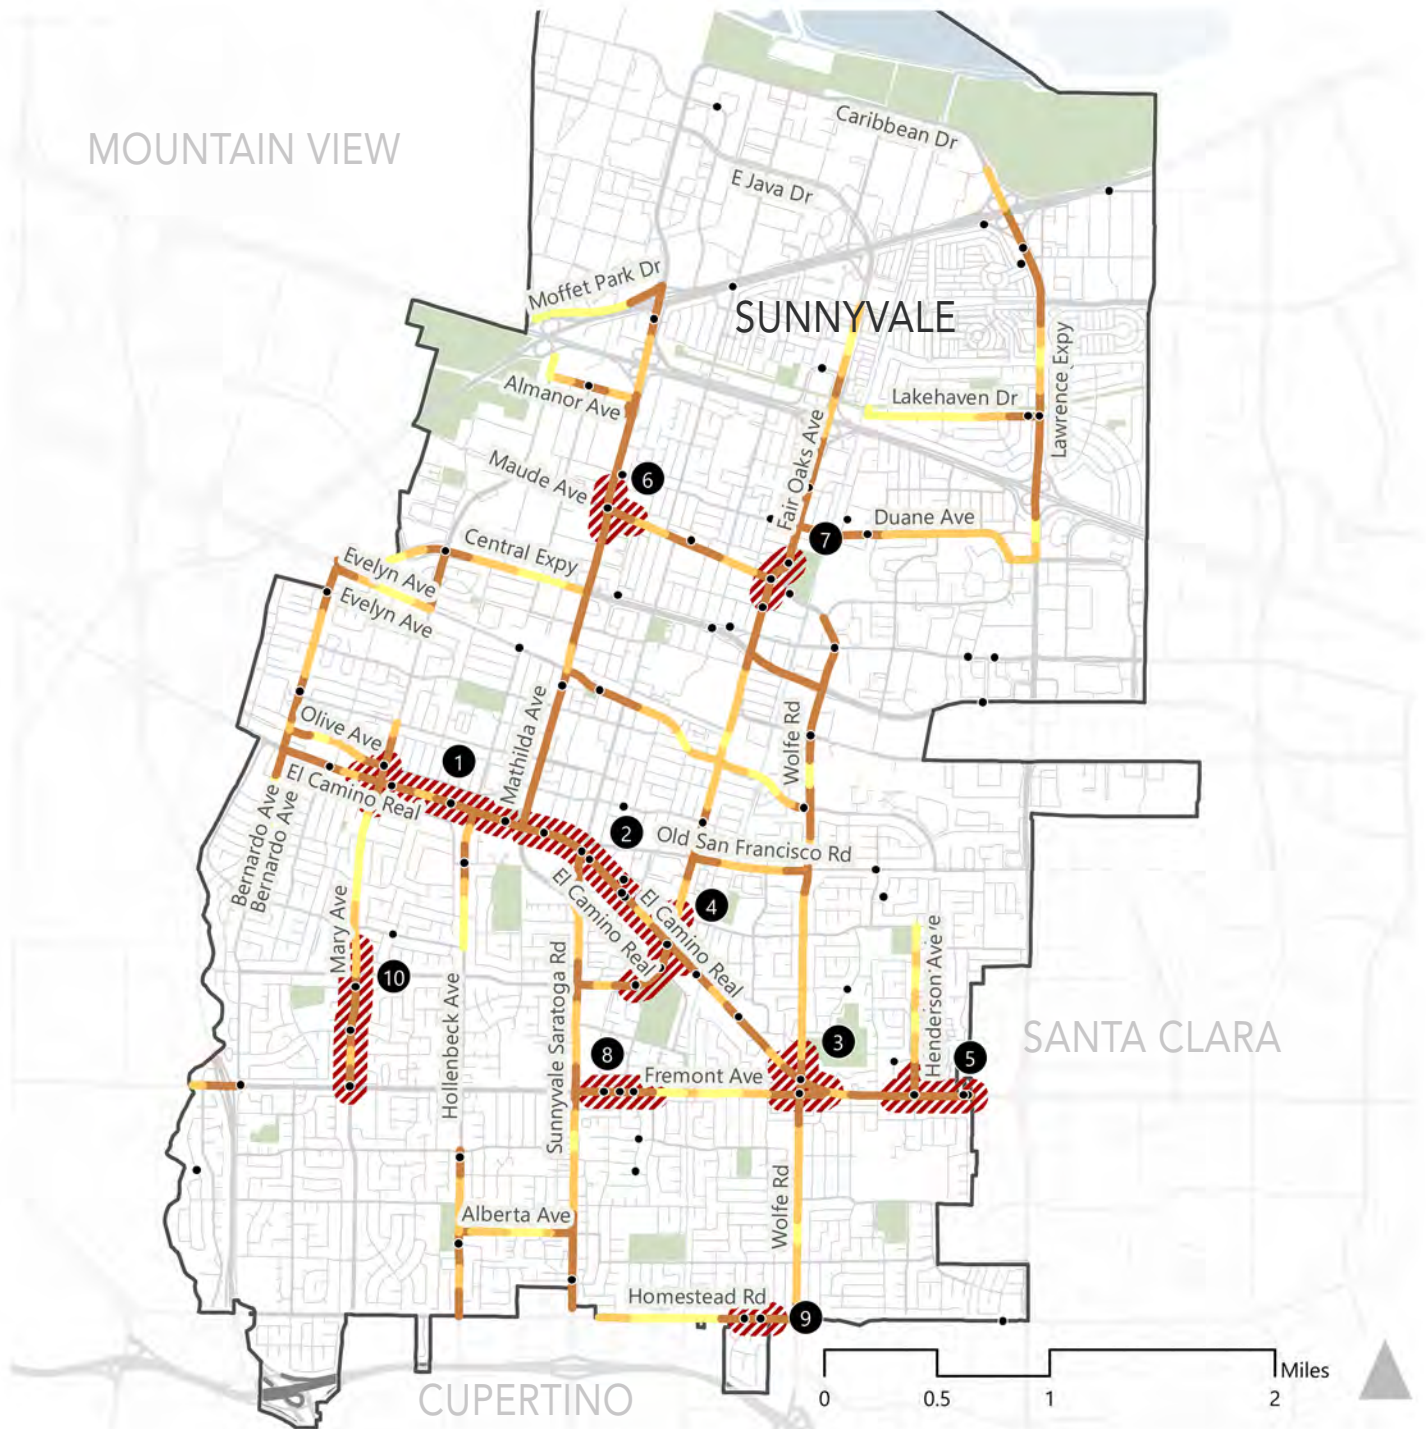 Caribbean Dr
MOUNTAIN VIEW
E Java Dr
Moffet Park Dr
SUNNYVALE
Almanor Ave
Lakehaven Dr
Lawrence Expy
Fair Oaks Ave
Maude Ave
6
Duane Ave
7
Central Expy
Evelyn Ave
Evelyn Ave
Olive Ave
Mathilda Ave
Wolfe Rd
1
El Camino Real
2
Old San Francisco Rd
Bernardo Ave
Bernardo Ave
El Camino Real
El Camino Real
4
Mary Ave
10
Hollenbeck Ave
Sunnyvale Saratoga Rd
Henderson Ave
SANTA CLARA
3
5
8
Fremont Ave
Wolfe Rd
Alberta Ave
Homestead Rd
9
Miles
0
0.5
1
2
CUPERTINO